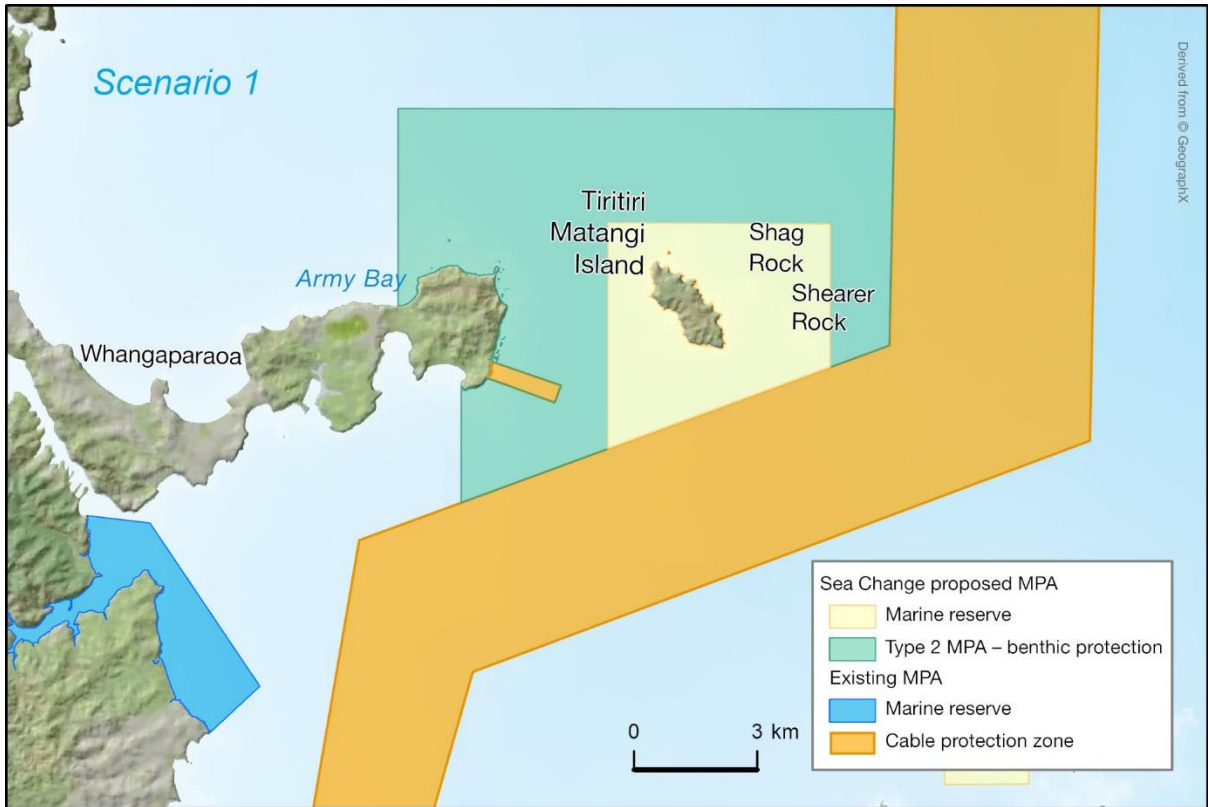 Scenario 1
Derived from © GeographX
Tiritiri
Matangi
Island
Shag
Rock
Shearer
Rock
Army Bay
Whangaparaoa
Sea Change proposed MPA
Marine reserve
Type 2 MPA – benthic protection
Existing MPA
Marine reserve
Cable protection zone
0 3 km